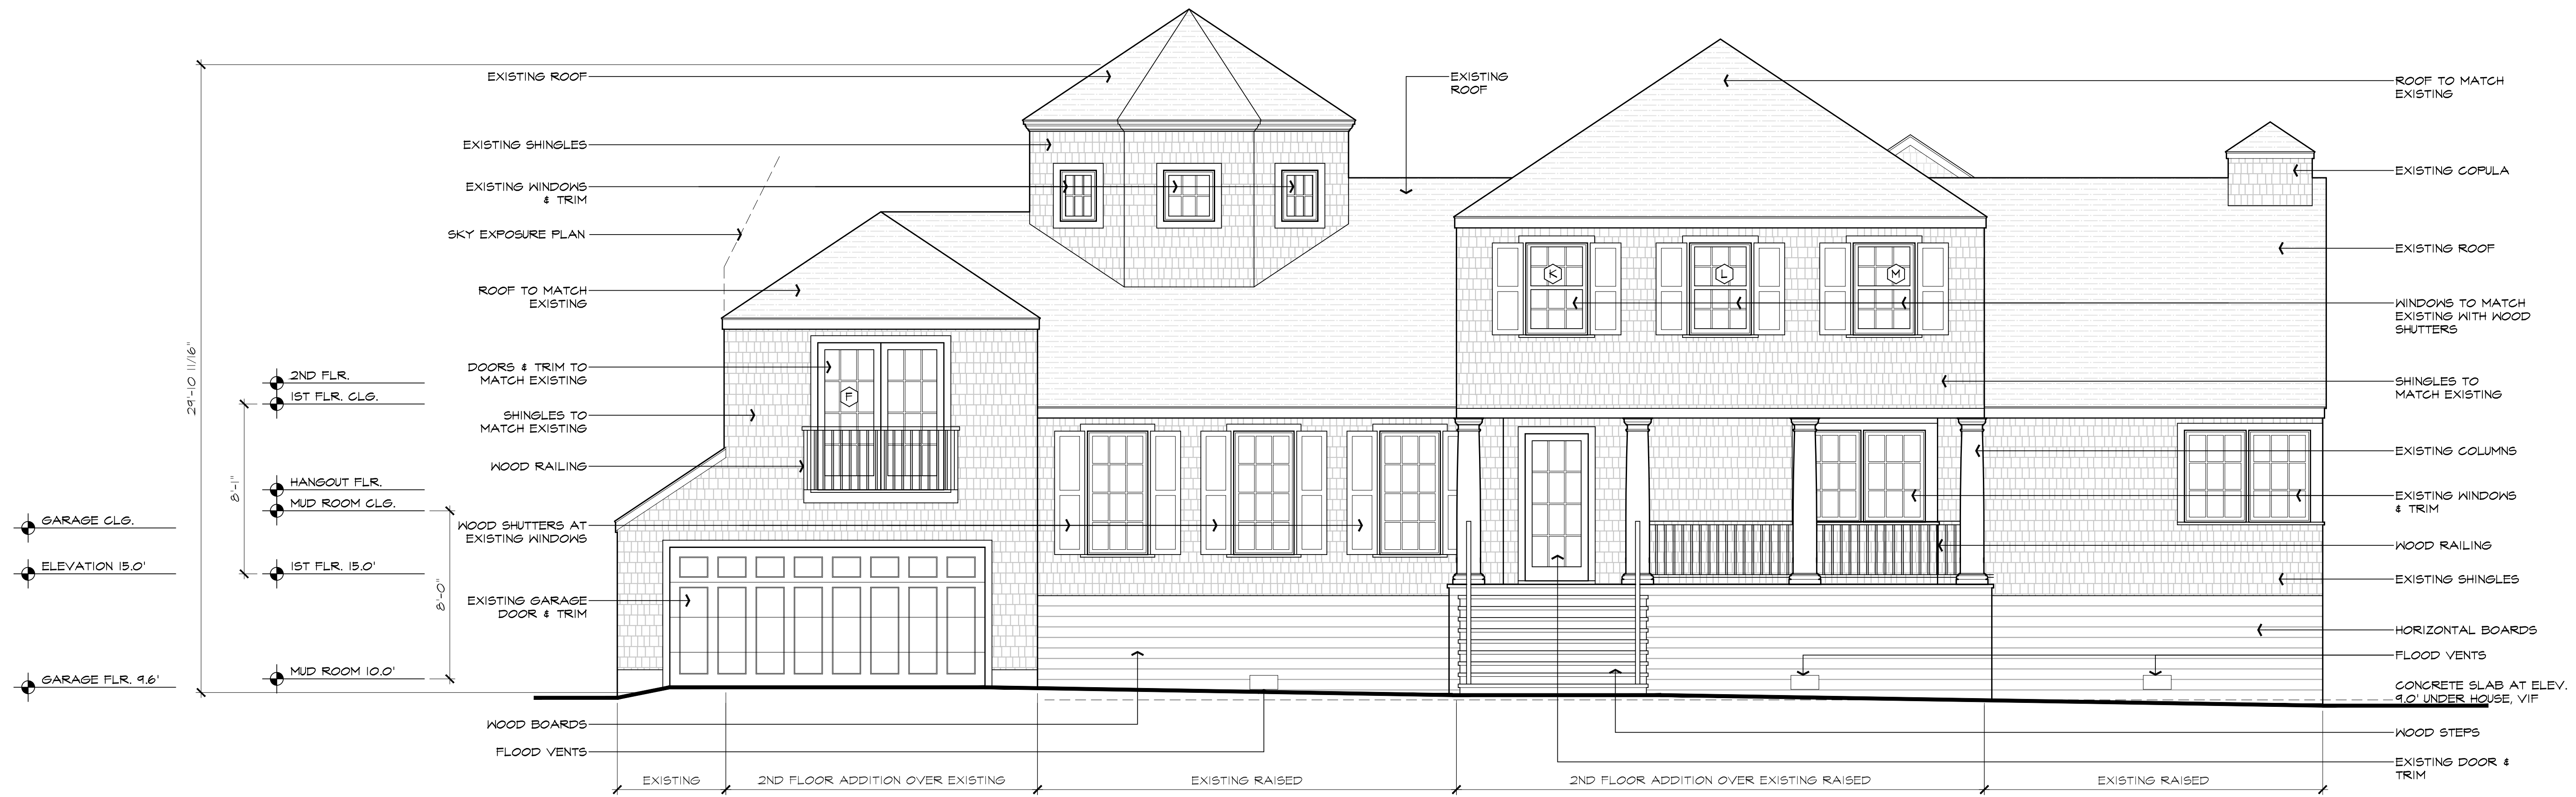 EXISTING ROOF
EXISTING SHINGLES
EXISTING WINDOWS
& TRIM
SKY EXPOSURE PLAN
ROOF TO MATCH
EXISTING
DOORS & TRIM TO
MATCH EXISTING
SHINGLES TO
MATCH EXISTING
WOOD RAILING
WOOD SHUTTERS AT
EXISTING WINDOWS
EXISTING GARAGE
DOOR & TRIM
WOOD BOARDS
FLOOD VENTS
29'-10 11/16"
8'-1"
8'-0"
2ND FLR.
1ST FLR. CLG.
HANGOUT FLR.
MUD ROOM CLG.
1ST FLR. 15.0'
MUD ROOM 10.0'
GARAGE CLG.
ELEVATION 15.0'
GARAGE FLR. 9.6'
EXISTING
ROOF
F
K
L
M
ROOF TO MATCH
EXISTING
EXISTING COPULA
EXISTING ROOF
WINDOWS TO MATCH
EXISTING WITH WOOD
SHUTTERS
SHINGLES TO
MATCH EXISTING
EXISTING COLUMNS
EXISTING WINDOWS
& TRIM
WOOD RAILING
EXISTING SHINGLES
HORIZONTAL BOARDS
FLOOD VENTS
CONCRETE SLAB AT ELEV.
9.0' UNDER HOUSE, VIF
WOOD STEPS
EXISTING DOOR &
TRIM
EXISTING
2ND FLOOR ADDITION OVER EXISTING
EXISTING RAISED
2ND FLOOR ADDITION OVER EXISTING RAISED
EXISTING RAISED